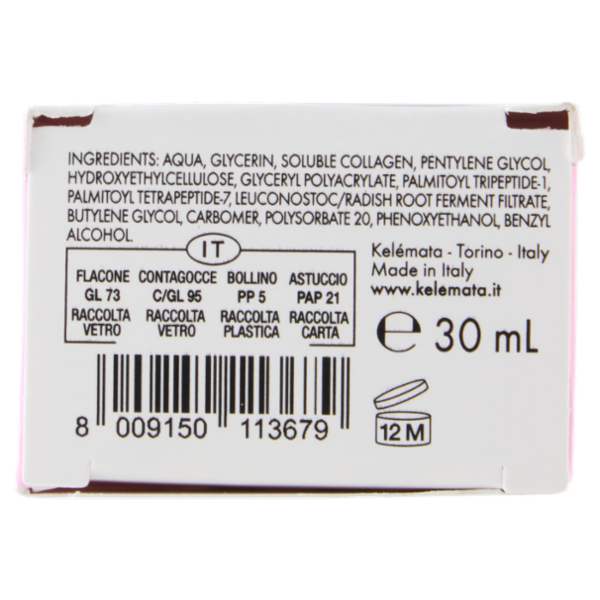 INGREDIENTS: AQUA, GLYCERIN, SOLUBLE COLLAGEN, PENTYLENE GLYCOL,
HYDROXYETHYLCELLULOSE, GLYCERYL POLYACRYLATE, PALMITOYL TRIPEPTIDE-1,
PALMITOYL TETRAPEPTIDE-7, LEUCONOSTOC/RADISH ROOT FERMENT FILTRATE,
BUTYLENE GLYCOL, CARBOMER, POLYSORBATE 20, PHENOXYETHANOL, BENZYL
ALCOHOL.
IT
FLACONE CONTAGOCCE BOLLINO ASTUCCIO
GL 73 C/GL 95 PP 5 PAP 21
RACCOLTA RACCOLTA RACCOLTA RACCOLTA
VETRO VETRO PLASTICA CARTA
Kelémata - Torino - Italy
Made in Italy
www.kelemata.it
e 30 mL
8 009150 113679
12 M